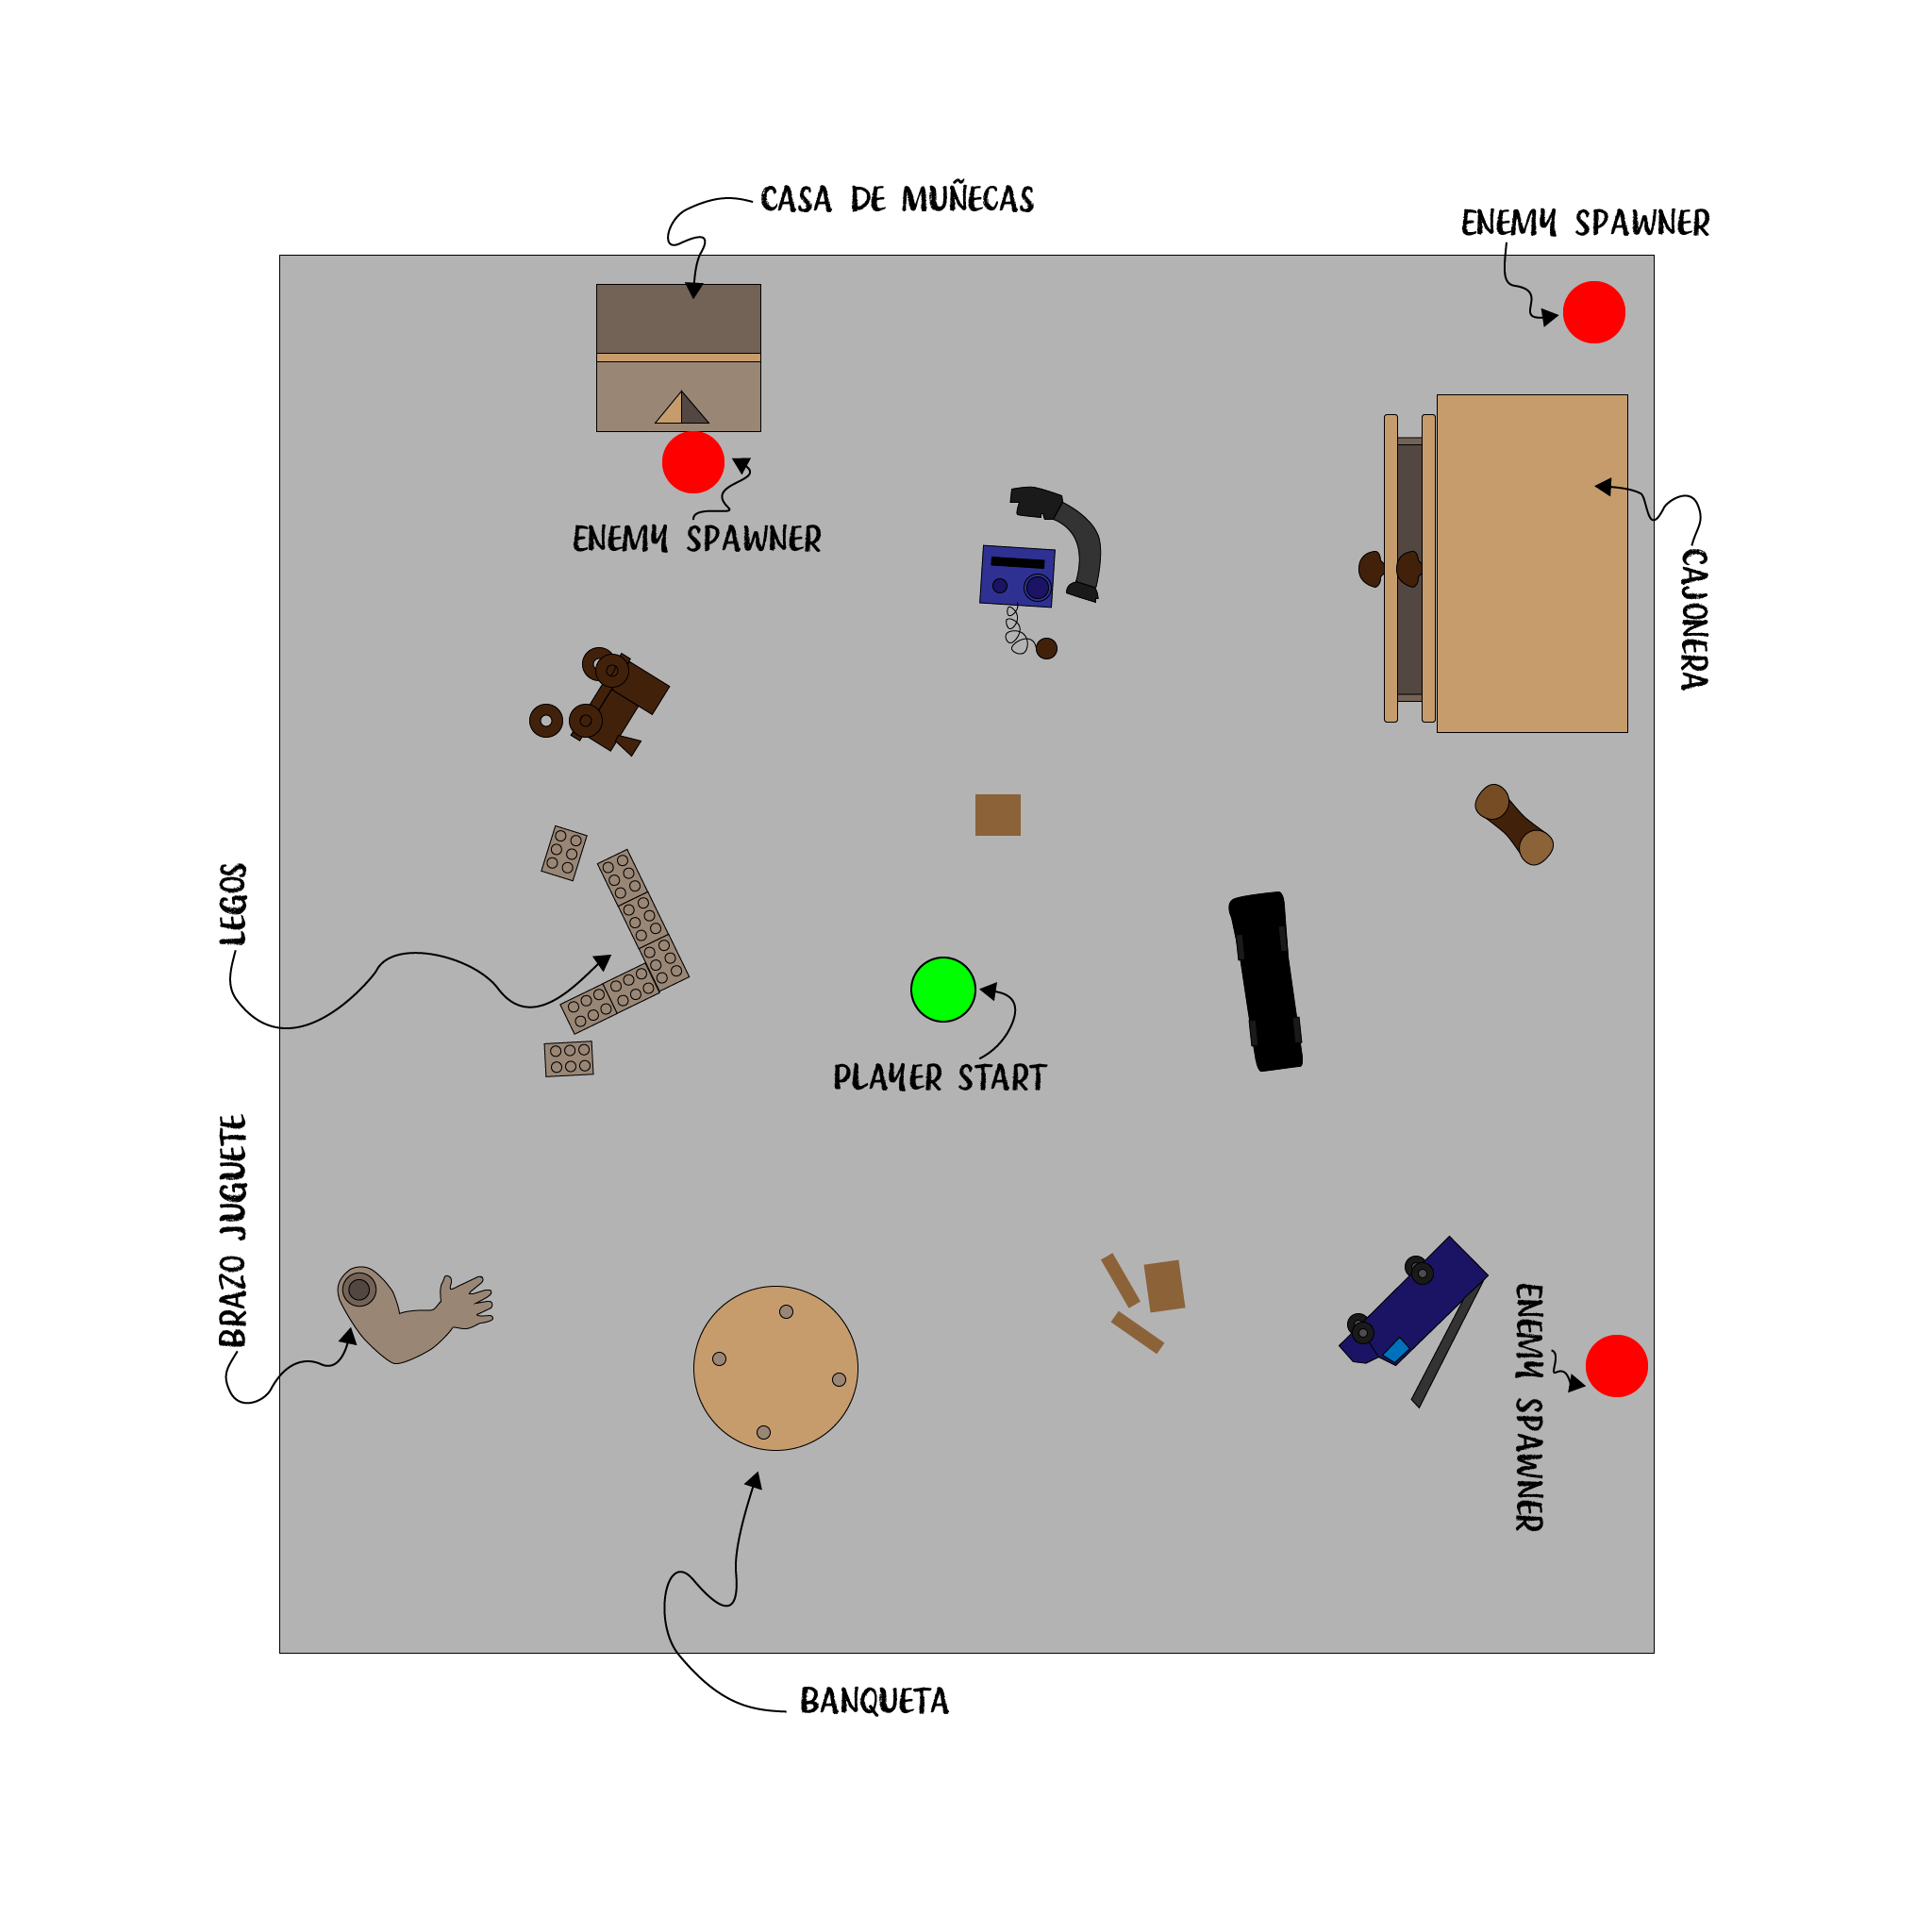 CASA DE MUÑECAS
ENEMY SPAWNER
ENEMY SPAWNER
CAJONERA
LEGOS
PLAYER START
BRAZO JUGUETE
ENEMY SPAWNER
BANQUETA